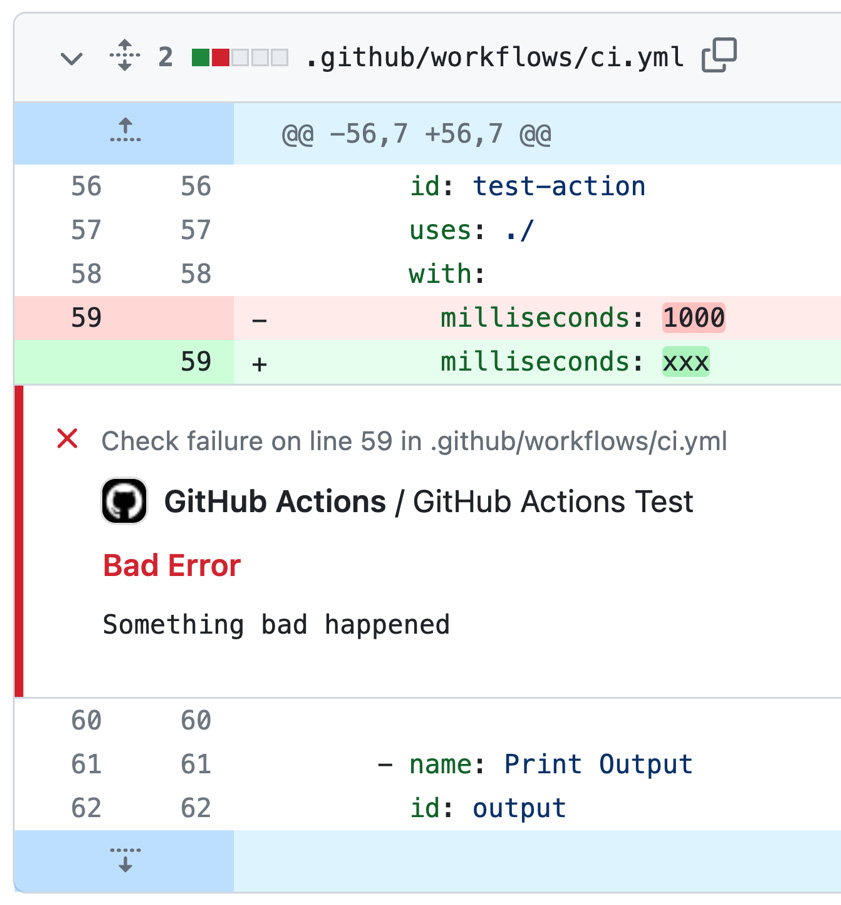 2 .github/workflows/ci.yml
@@ -56,7 +56,7 @@
56 56 id: test-action
57 57 uses: ./
58 58 with:
59 - milliseconds: 1000
59 + milliseconds: xxx
Check failure on line 59 in .github/workflows/ci.yml
GitHub Actions / GitHub Actions Test
Bad Error
Something bad happened
60 60
61 61 - name: Print Output
62 62 id: output